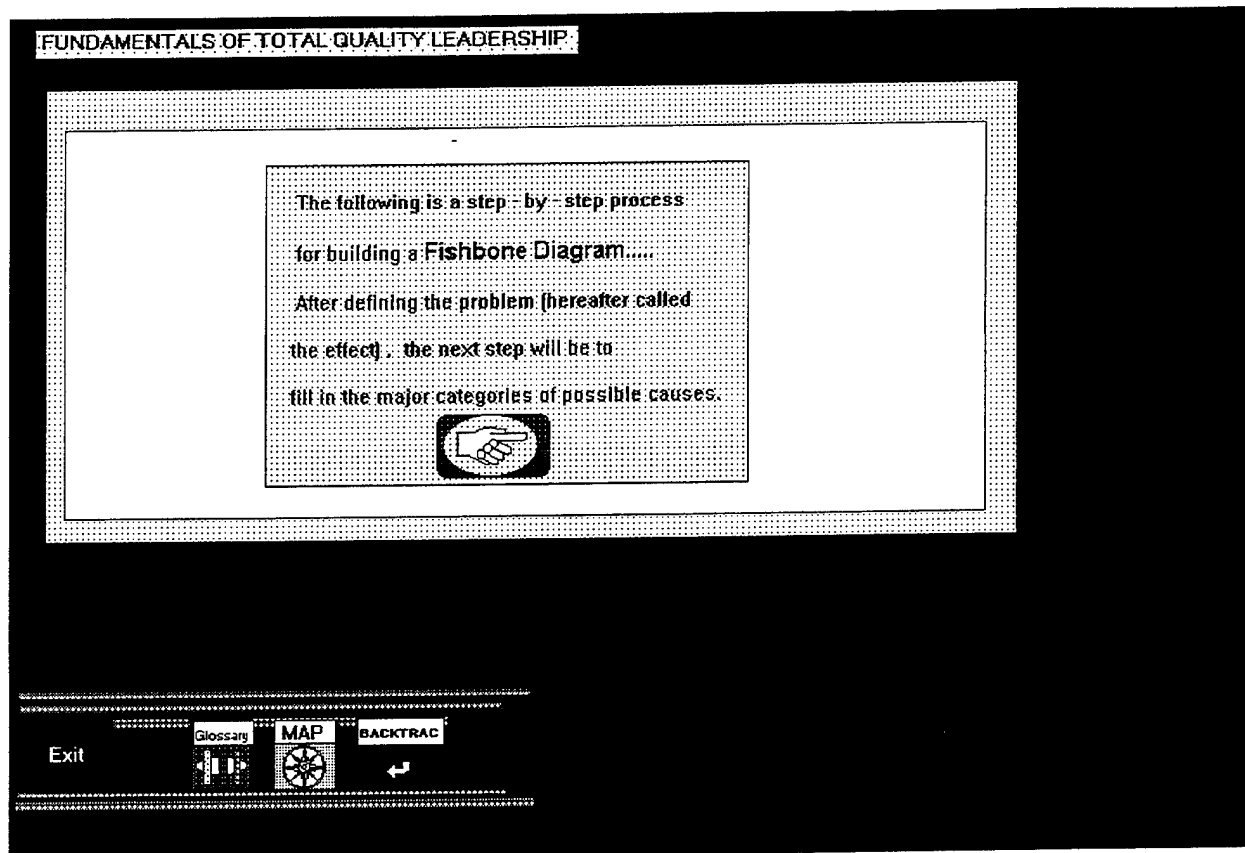 FUNDAMENTALS OF TOTAL QUALITY LEADERSHIP
The following is a step - by - step process
for building a Fishbone Diagram.....
After defining the problem (hereafter called
the effect) , the next step will be to
fill in the major categories of possible causes.
Exit
Glossary
MAP
BACKTRAC